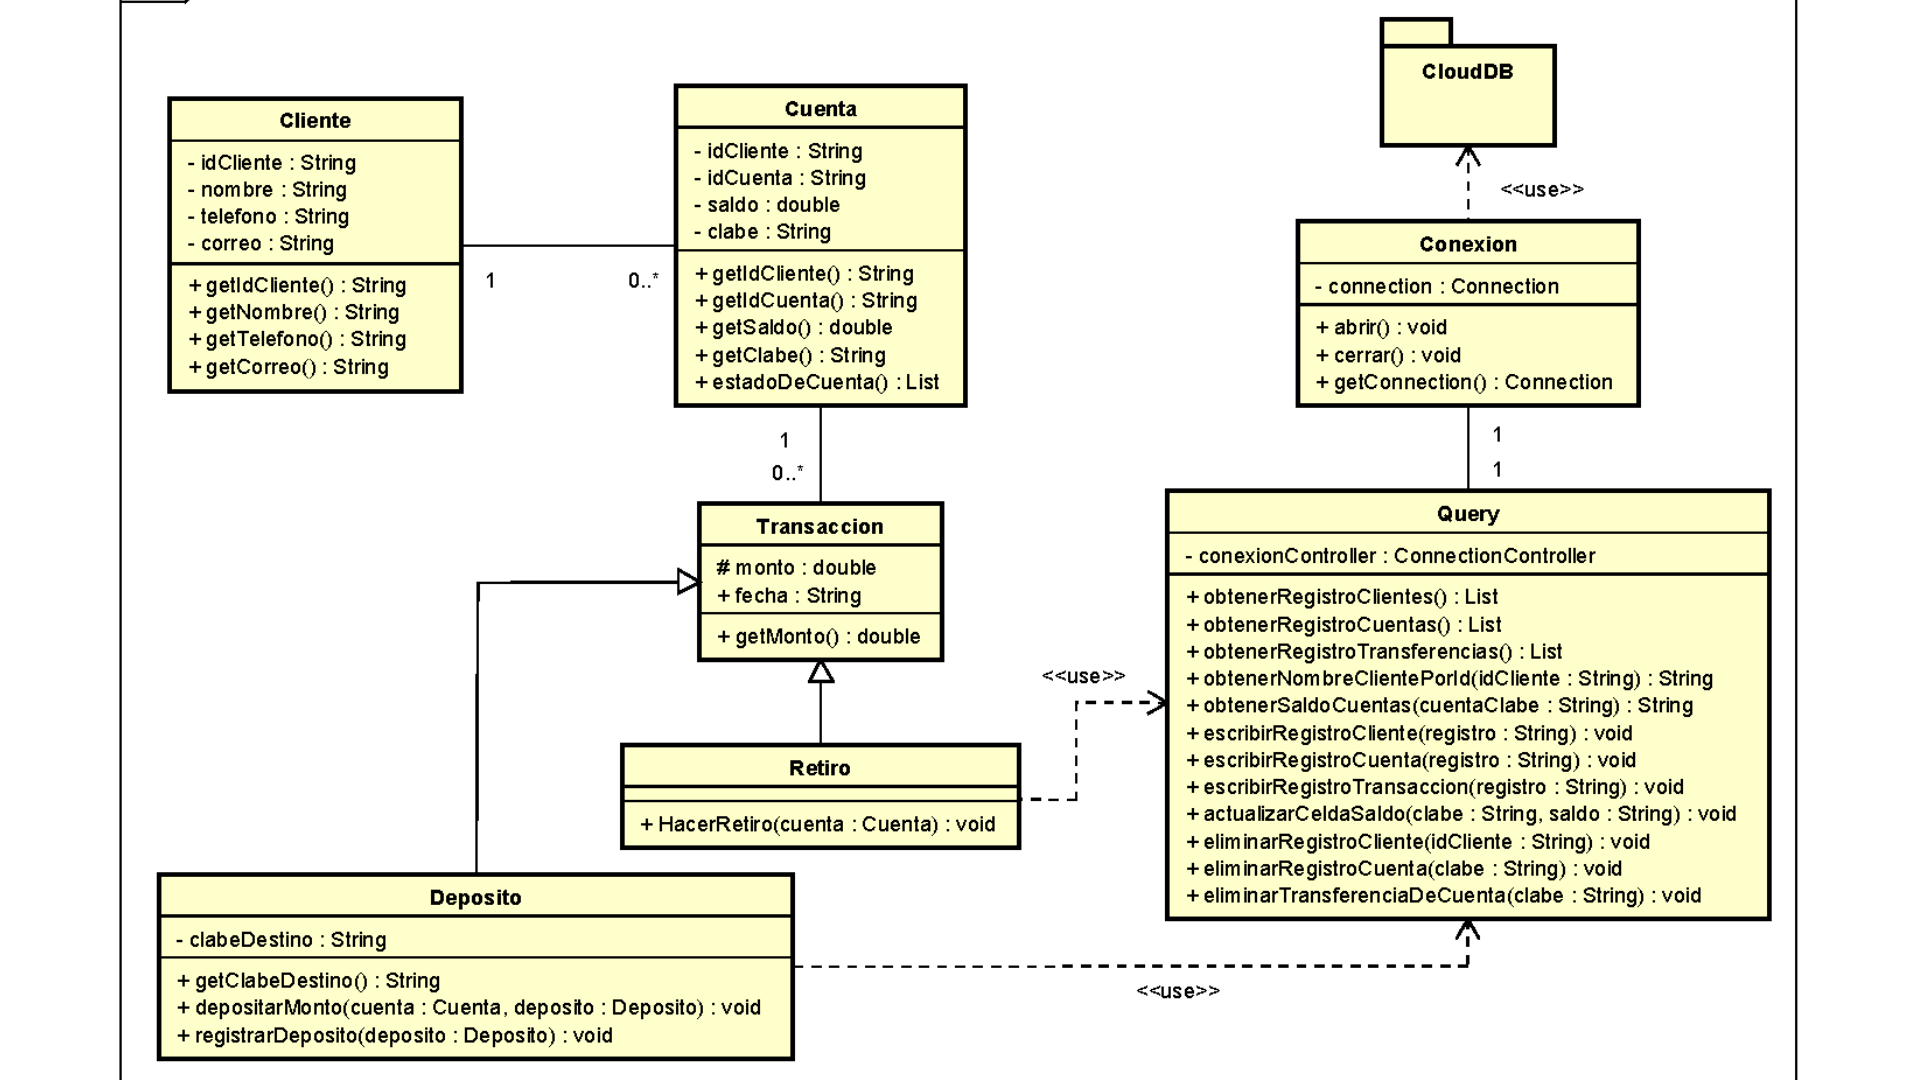 CloudDB
<<use>>
Cliente
- idCliente : String
- nombre : String
- telefono : String
- correo : String
+ getIdCliente() : String
+ getNombre() : String
+ getTelefono() : String
+ getCorreo() : String
1
0..*
Cuenta
- idCliente : String
- idCuenta : String
- saldo : double
- clabe : String
+ getIdCliente() : String
+ getIdCuenta() : String
+ getSaldo() : double
+ getClabe() : String
+ estadoDeCuenta() : List
1
0..*
Conexion
- connection : Connection
+ abrir() : void
+ cerrar() : void
+ getConnection() : Connection
1
1
Transaccion
# monto : double
+ fecha : String
+ getMonto() : double
<<use>>
Query
- conexionController : ConnectionController
+ obtenerRegistroClientes() : List
+ obtenerRegistroCuentas() : List
+ obtenerRegistroTransferencias() : List
+ obtenerNombreClientePorId(idCliente : String) : String
+ obtenerSaldoCuentas(cuentaClabe : String) : String
+ escribirRegistroCliente(registro : String) : void
+ escribirRegistroCuenta(registro : String) : void
+ escribirRegistroTransaccion(registro : String) : void
+ actualizarCeldaSaldo(clabe : String, saldo : String) : void
+ eliminarRegistroCliente(idCliente : String) : void
+ eliminarRegistroCuenta(clabe : String) : void
+ eliminarTransferenciaDeCuenta(clabe : String) : void
Retiro
+ HacerRetiro(cuenta : Cuenta) : void
Deposito
- clabeDestino : String
+ getClabeDestino() : String
+ depositarMonto(cuenta : Cuenta, deposito : Deposito) : void
+ registrarDeposito(deposito : Deposito) : void
<<use>>